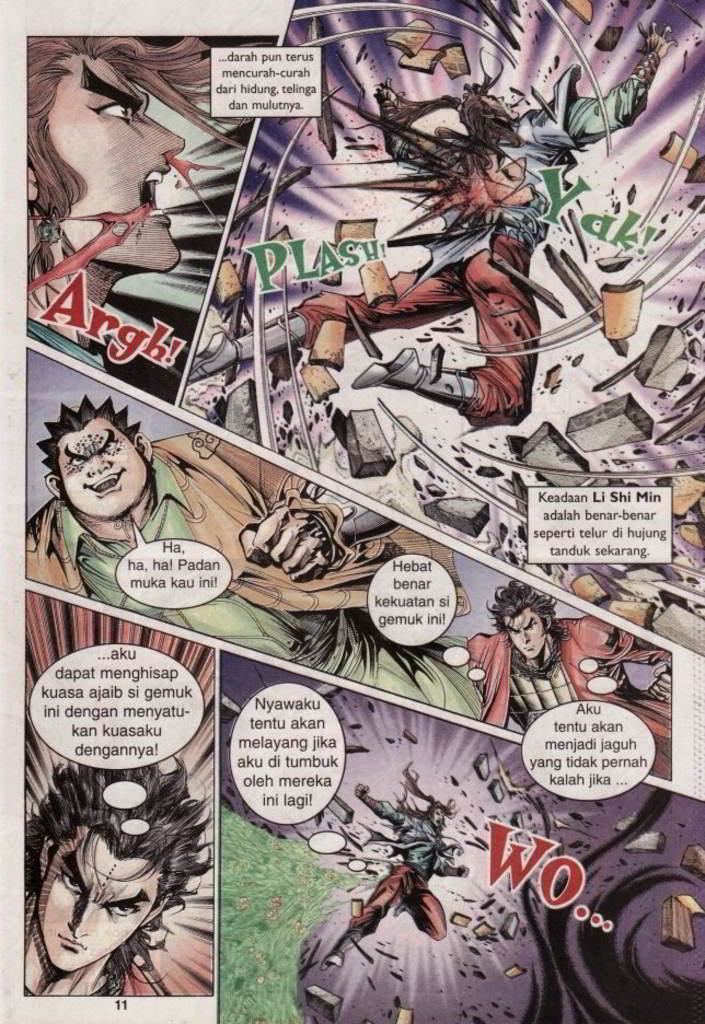 ...darah pun terus
mencurah-curah
dari hidung, telinga
dan mulutnya.
Argh!
PLASH!
Yak!
Keadaan Li Shi Min
adalah benar-benar
seperti telur di hujung
tanduk sekarang.
Ha,
ha, ha! Padan
muka kau ini!
Hebat
benar
kekuatan si
gemuk ini!
Aku
tentu akan
menjadi jaguh
yang tidak pernah
kalah jika ...
...aku
dapat menghisap
kuasa ajaib si gemuk
ini dengan menyatu-
kan kuasaku
dengannya!
Nyawaku
tentu akan
melayang jika
aku di tumbuk
oleh mereka
ini lagi!
Wo...
11